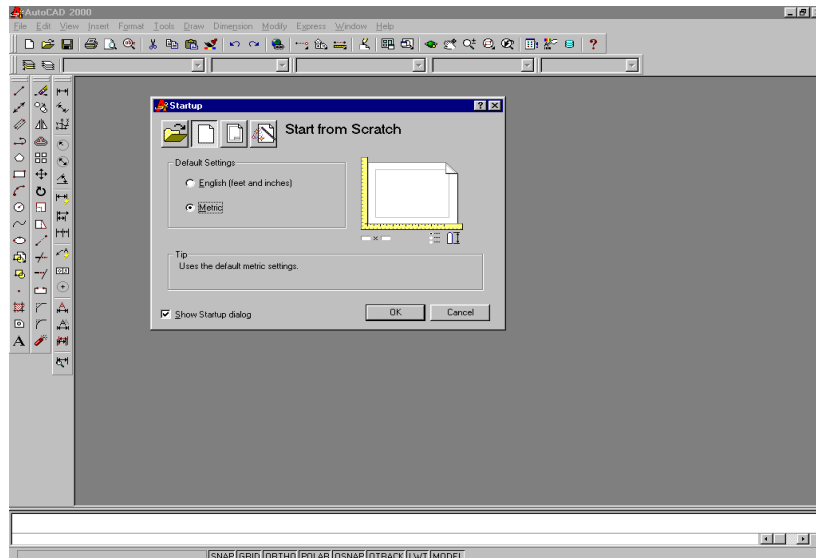 AutoCAD 2000
File Edit View Insert Format Tools Draw Dimension Modify Express Window Help
Startup
Start from Scratch
Default Settings
English (feet and inches)
Metric
Tip
Uses the default metric settings.
Show Startup dialog
OK Cancel
SNAP GRID ORTHO POLAR OSNAP OTRACK LWT MODEL